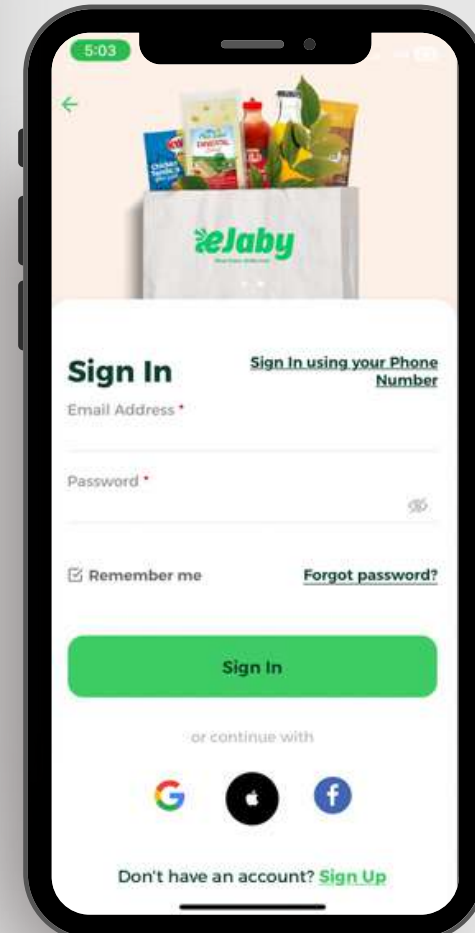 5:03
eJaby
Sign In
Sign In using your Phone
Number
Email Address *
Password *
Remember me
Forgot password?
Sign In
or continue with
Don't have an account? Sign Up